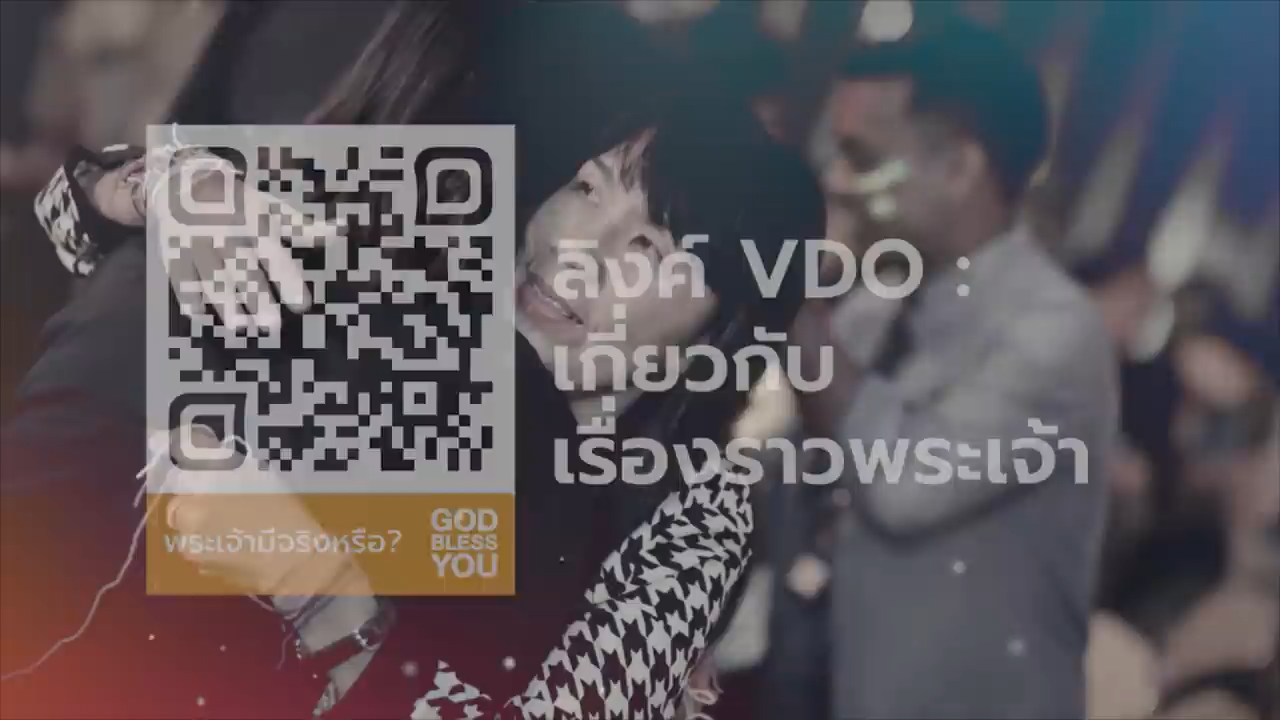 ลิงค์ VDO :
เกี่ยวกับ
เรื่องราวพระเจ้า
พระเจ้ามีจริงหรือ?
GOD
BLESS
YOU